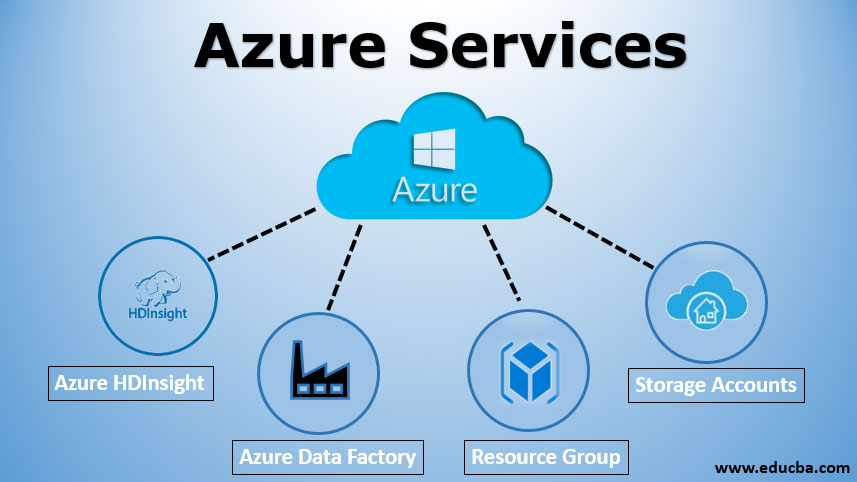 Azure Services
Azure
HDInsight
Azure HDInsight
Azure Data Factory
Resource Group
Storage Accounts
www.educba.com